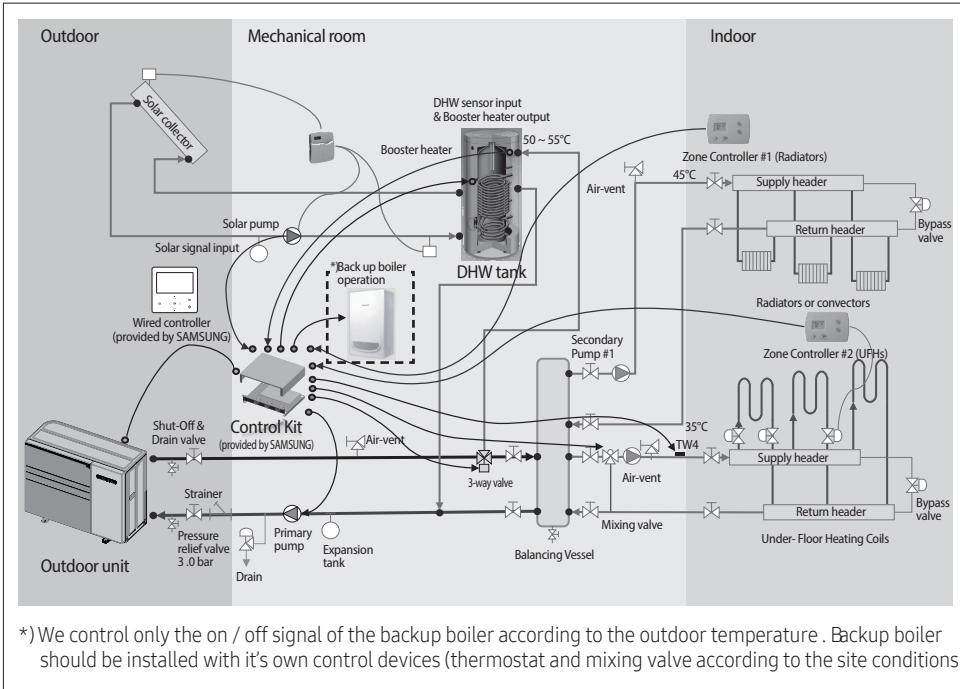 Outdoor
Mechanical room
Indoor
Solar collector
DHW sensor input
& Booster heater output
50 ~ 55°C
Booster heater
Zone Controller #1 (Radiators)
Air-vent
45°C
Supply header
Solar pump
Return header
Bypass
valve
Solar signal input
DHW tank
*)Back up boiler
operation
Wired controller
(provided by SAMSUNG)
Radiators or convectors
Secondary
Pump #1
Zone Controller #2 (UFHs)
Control Kit
(provided by SAMSUNG)
Shut-Off &
Drain valve
Air-vent
35°C
TW4
3-way valve
Air-vent
Supply header
Strainer
Return header
Bypass
valve
Mixing valve
Pressure
relief valve
3 .0 bar
Primary
pump
Expansion
tank
Balancing Vessel
Under- Floor Heating Coils
Outdoor unit
Drain
*) We control only the on / off signal of the backup boiler according to the outdoor temperature . Backup boiler
should be installed with it's own control devices (thermostat and mixing valve according to the site conditions